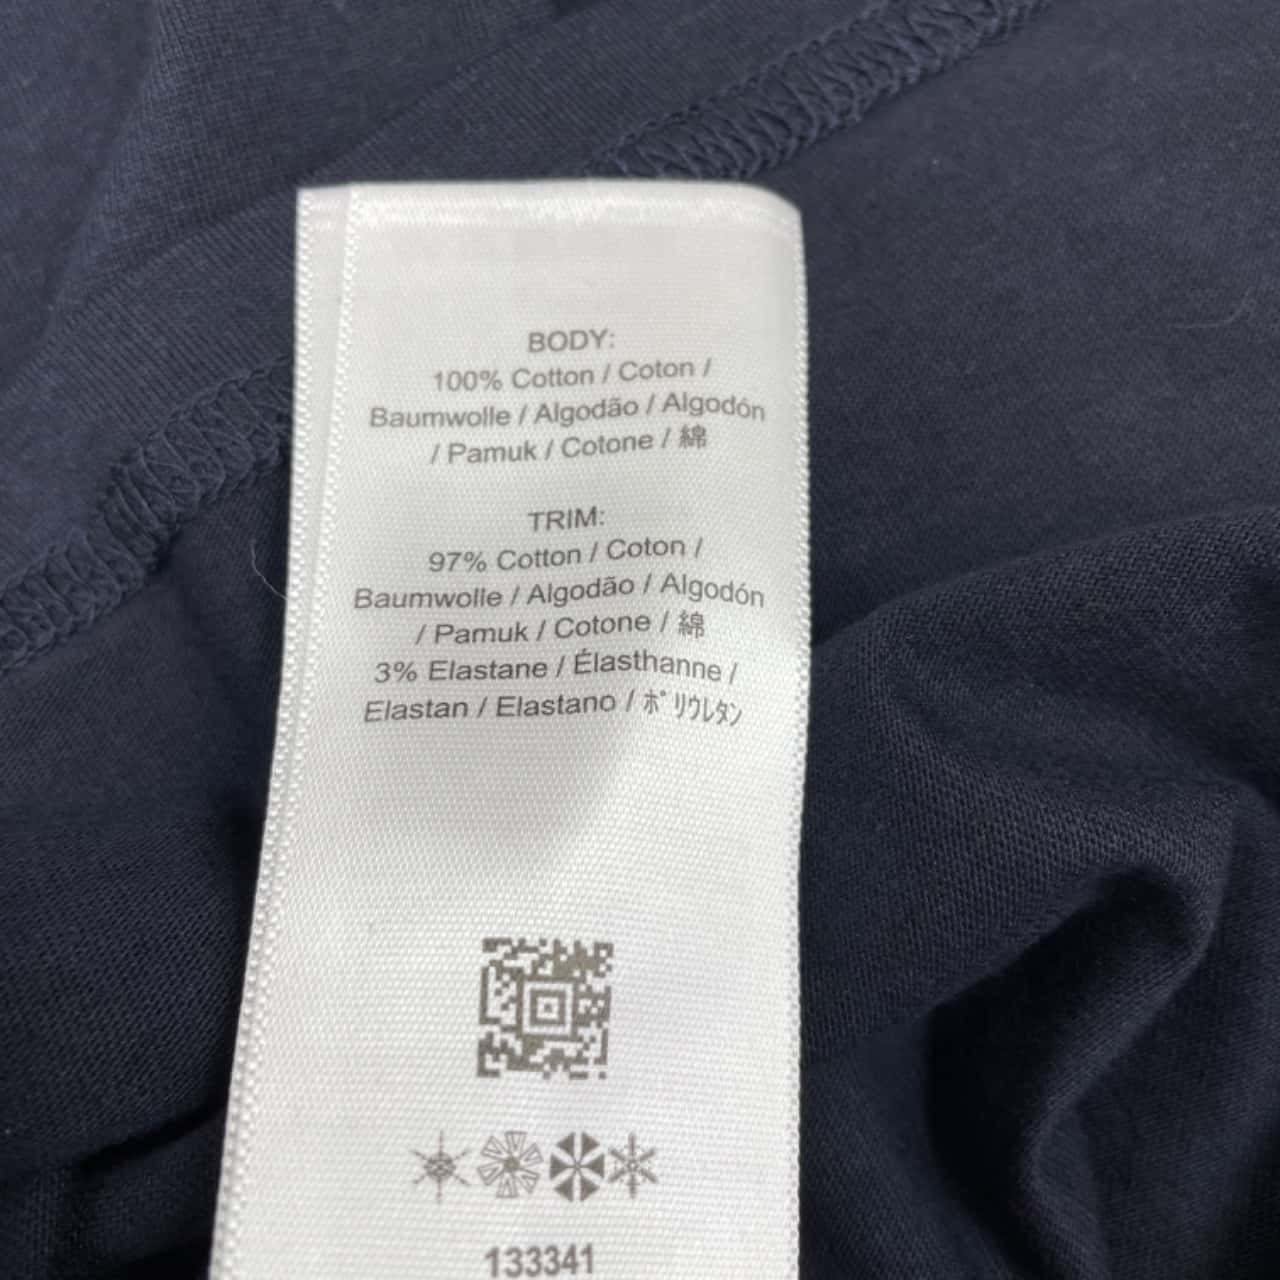 BODY:
100% Cotton / Coton /
Baumwolle / Algodão / Algodón
/ Pamuk / Cotone / 綿
TRIM:
97% Cotton / Coton /
Baumwolle / Algodão / Algodón
/ Pamuk / Cotone / 綿
3% Elastane / Élasthanne /
Elastan / Elastano / ﾎﾟﾘｳﾚﾀﾝ
133341